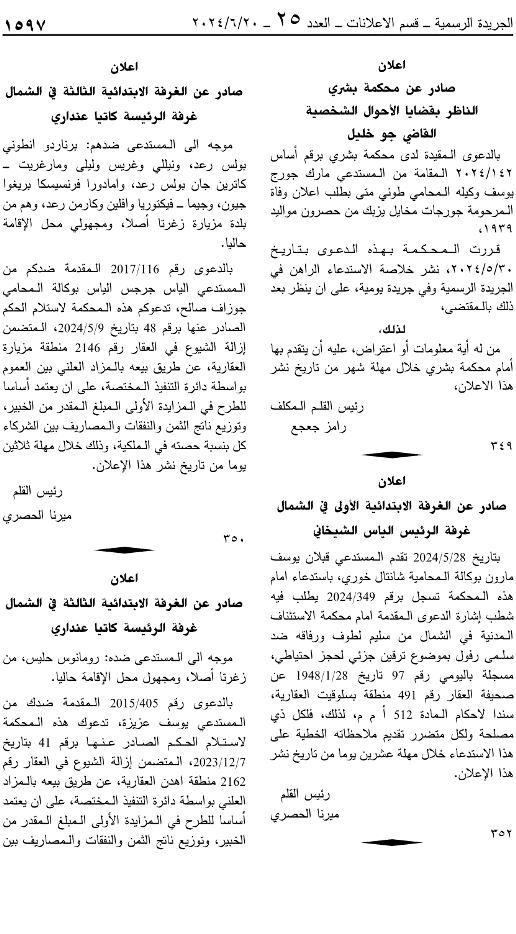 الجريدة الرسمية – قسم الاعلانات – العدد ٢٥ – ٢٠٢٤/٦/٢٠
١٥٩٧
اعلان
صادر عن محكمة بشري
الناظر بقضايا الأحوال الشخصية
القاضي جو خليل
بالدعوى المقيدة لدى محكمة بشري برقم أساس
٢٠٢٤/١٤٢ المقامة من المستدعي مارك جورج
يوسف وكيله المحامي طوني متى بطلب اعلان وفاة
المرحومة جورجات مخايل يزبك من حصرون مواليد
١٩٣٩،
قررت المحكمة بهذه الدعوى بتاريخ
٢٠٢٤/٥/٣٠، نشر خلاصة الاستدعاء الراهن في
الجريدة الرسمية وفي جريدة يومية، على ان ينظر بعد
ذلك بالمقتضى،
لذلك،
من له أية معلومات أو اعتراض، عليه أن يتقدم بها
أمام محكمة بشري خلال مهلة شهر من تاريخ نشر
هذا الاعلان،
رئيس القلم المكلف
رامز جعجع
٣٤٩
اعلان
صادر عن الغرفة الابتدائية الأولى في الشمال
غرفة الرئيس الياس الشيخاني
بتاريخ 2024/5/28 تقدم المستدعي قبلان يوسف
مارون بوكالة المحامية شانتال خوري، باستدعاء امام
هذه المحكمة تسجل برقم 2024/349 يطلب فيه
شطب إشارة الدعوى المقدمة امام محكمة الاستئناف
المدنية في الشمال من سليم لطوف ورفاقه ضد
سلمى رفول بموضوع ترقين جزئي لحجز احتياطي،
مسجلة باليومي رقم 97 تاريخ 1948/1/28 عن
صحيفة العقار رقم 491 منطقة بسلوقيت العقارية،
سندا لاحكام المادة 512 أ م م، لذلك، فلكل ذي
مصلحة ولكل متضرر تقديم ملاحظاته الخطية على
هذا الاستدعاء خلال مهلة عشرين يوما من تاريخ نشر
هذا الإعلان.
رئيس القلم
ميرنا الحصري
٣٥٢
اعلان
صادر عن الغرفة الابتدائية الثالثة في الشمال
غرفة الرئيسة كاتيا عنداري
موجه الى المستدعى ضدهم: برناردو انطوني
بولس رعد، ونيللي وغريس وليلى ومارغريت –
كاترين جان بولس رعد، وامادورا فرنسيسكا بريغوا
جيون، وجيما – فيكتوريا وافلين وكارمن رعد، وهم من
بلدة مزيارة زغرتا أصلا، ومجهولي محل الإقامة
حاليا.
بالدعوى رقم 2017/116 المقدمة ضدكم من
المستدعي الياس جرجس الياس بوكالة المحامي
جوزاف صالح، تدعوكم هذه المحكمة لاستلام الحكم
الصادر عنها برقم 48 بتاريخ 2024/5/9، المتضمن
إزالة الشيوع في العقار رقم 2146 منطقة مزيارة
العقارية، عن طريق بيعه بالمزاد العلني بين العموم
بواسطة دائرة التنفيذ المختصة، على ان يعتمد أساسا
للطرح في المزايدة الأولى المبلغ المقدر من الخبير،
وتوزيع ناتج الثمن والنفقات والمصاريف بين الشركاء
كل بنسبة حصته في الملكية، وذلك خلال مهلة ثلاثين
يوما من تاريخ نشر هذا الإعلان.
رئيس القلم
ميرنا الحصري
٣٥٠
اعلان
صادر عن الغرفة الابتدائية الثالثة في الشمال
غرفة الرئيسة كاتيا عنداري
موجه الى المستدعى ضده: رومانوس حليس، من
زغرتا أصلا، ومجهول محل الإقامة حاليا.
بالدعوى رقم 2015/405 المقدمة ضدك من
المستدعي يوسف عزيزة، تدعوك هذه المحكمة
لاستلام الحكم الصادر عنها برقم 41 بتاريخ
2023/12/7، المتضمن إزالة الشيوع في العقار رقم
2162 منطقة اهدن العقارية، عن طريق بيعه بالمزاد
العلني بواسطة دائرة التنفيذ المختصة، على ان يعتمد
أساسا للطرح في المزايدة الأولى المبلغ المقدر من
الخبير، وتوزيع ناتج الثمن والنفقات والمصاريف بين